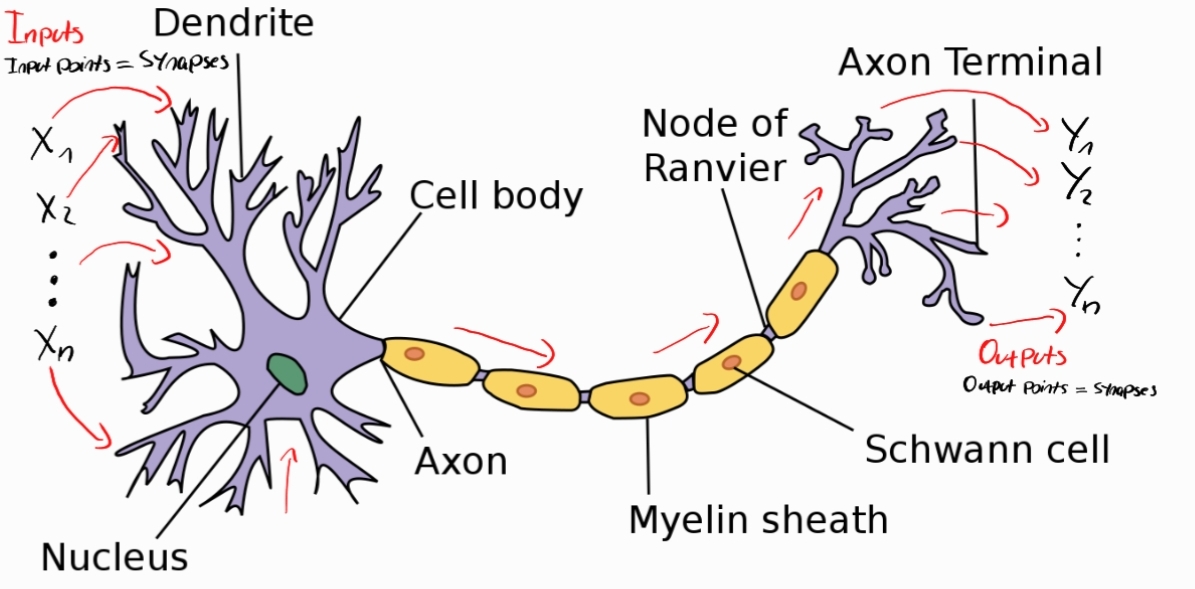 Inputs
Input Points = Synapses
Dendrite
X1
X2
Xn
Cell body
Axon
Nucleus
Node of
Ranvier
Axon Terminal
Y1
Y2
Yn
Outputs
Output Points = Synapses
Schwann cell
Myelin sheath